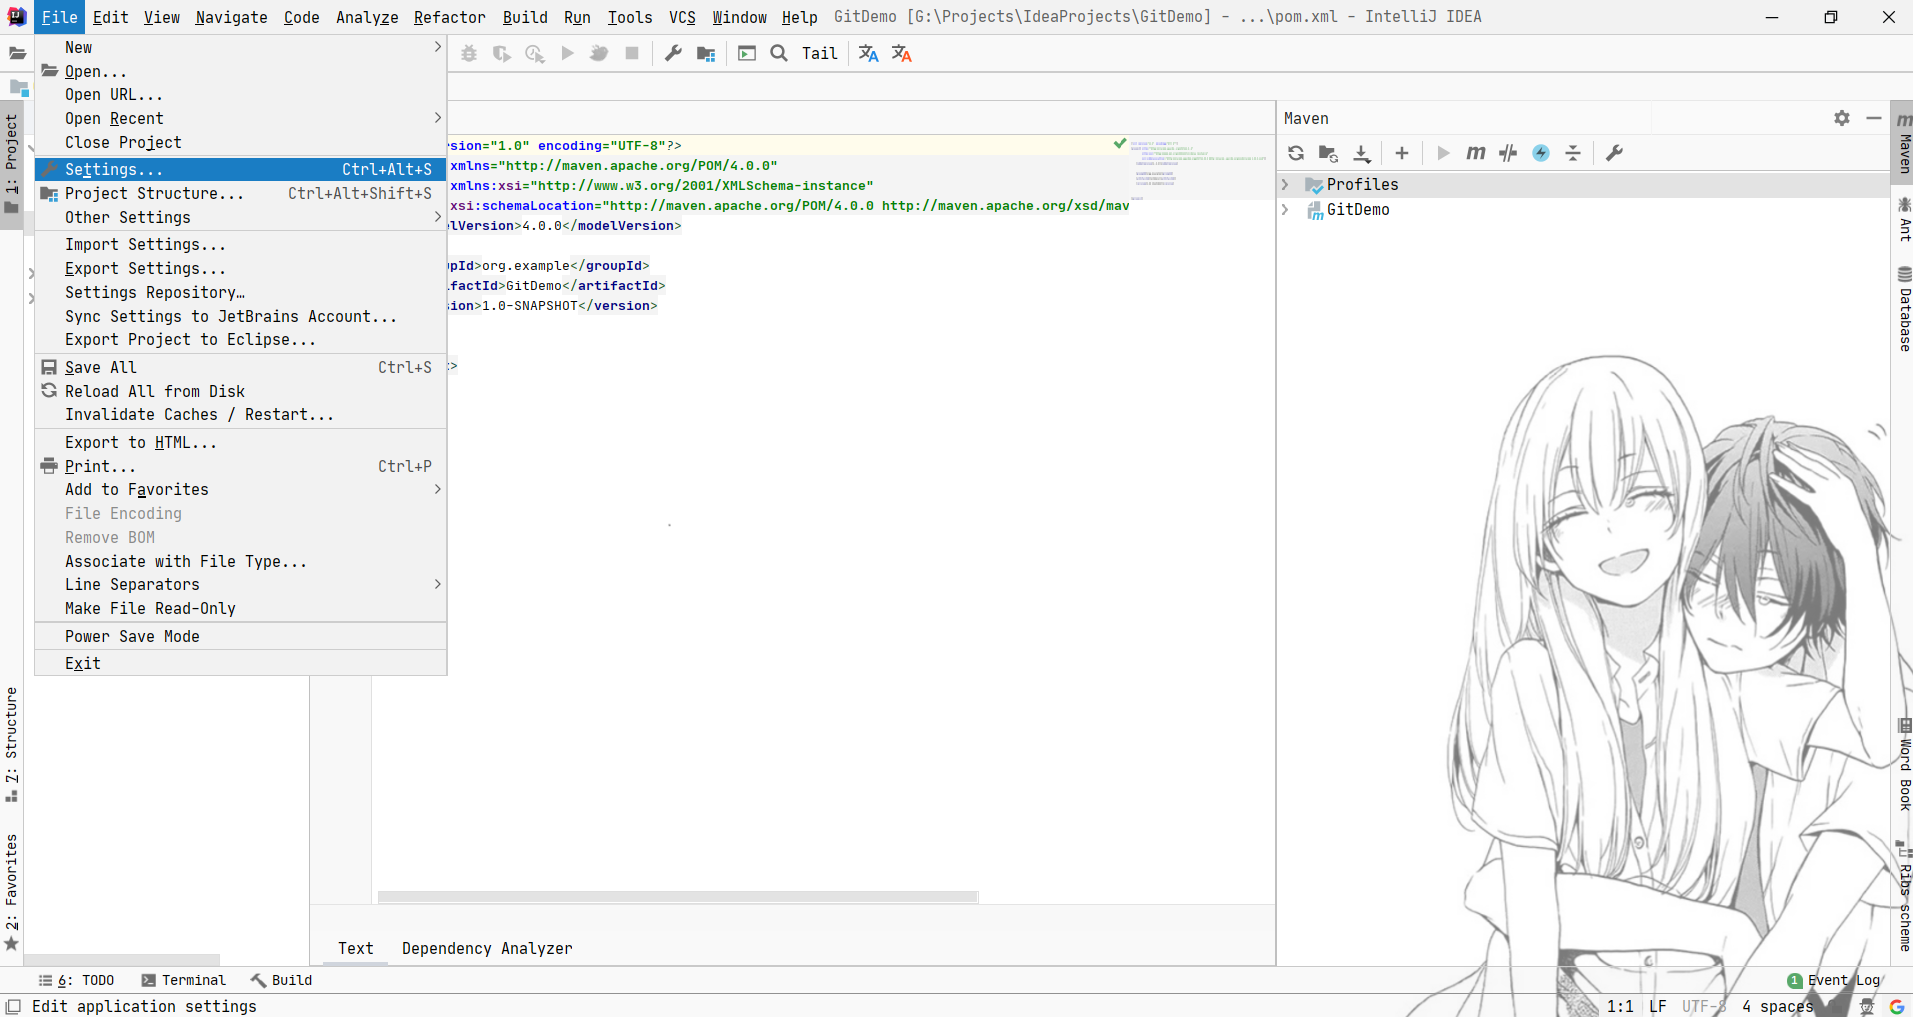 File Edit View Navigate Code Analyze Refactor Build Run Tools VCS Window Help GitDemo [G:\Projects\IdeaProjects\GitDemo] - ...\pom.xml - IntelliJ IDEA
Tail
New
Open...
Open URL...
Open Recent
Close Project
Settings... Ctrl+Alt+S
Project Structure... Ctrl+Alt+Shift+S
Other Settings
Import Settings...
Export Settings...
Settings Repository…
Sync Settings to JetBrains Account...
Export Project to Eclipse...
Save All Ctrl+S
Reload All from Disk
Invalidate Caches / Restart...
Export to HTML...
Print... Ctrl+P
Add to Favorites
File Encoding
Remove BOM
Associate with File Type...
Line Separators
Make File Read-Only
Power Save Mode
Exit
1: Project
7: Structure
2: Favorites
rsion="1.0" encoding="UTF-8"?>
xmlns="http://maven.apache.org/POM/4.0.0"
xmlns:xsi="http://www.w3.org/2001/XMLSchema-instance"
xsi:schemaLocation="http://maven.apache.org/POM/4.0.0 http://maven.apache.org/xsd/mav
elVersion>4.0.0</modelVersion>
upId>org.example</groupId>
ifactId>GitDemo</artifactId>
sion>1.0-SNAPSHOT</version>
>
Text Dependency Analyzer
Maven
Profiles
GitDemo
Maven
Ant
Database
Word Book
Ribs scheme
6: TODO Terminal Build 1 Event Log
Edit application settings 1:1 LF UTF-8 4 spaces